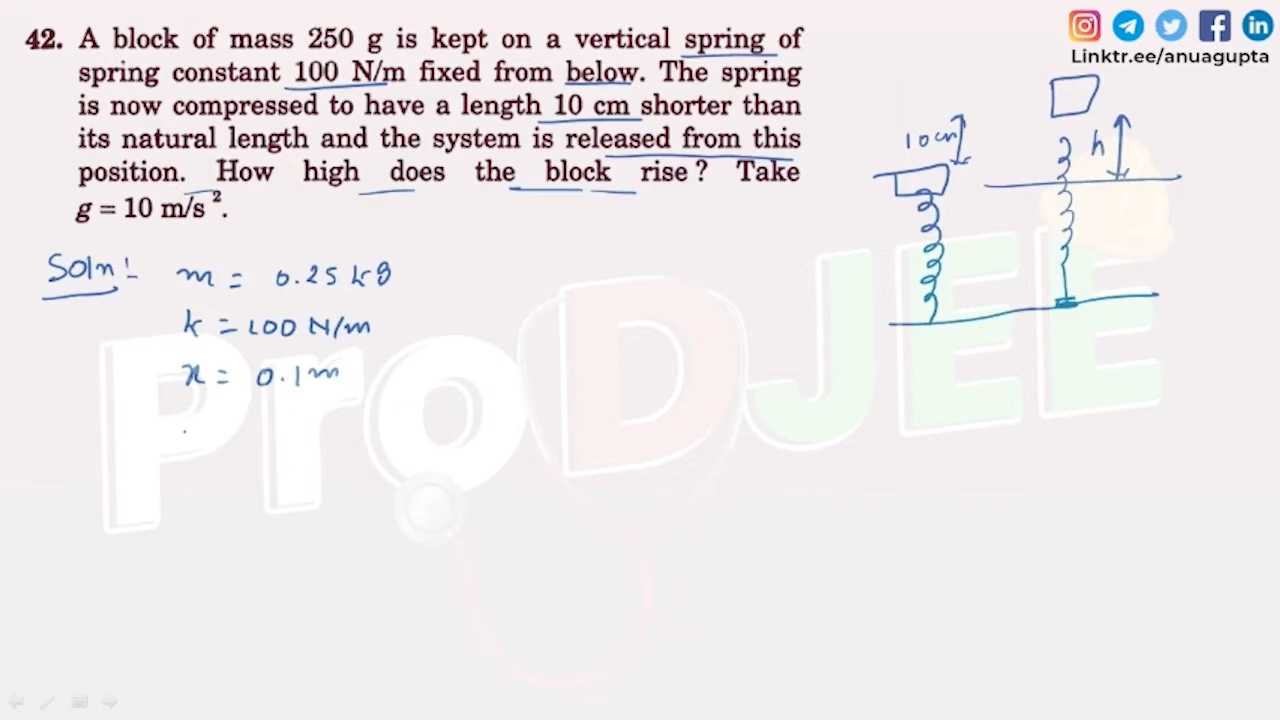 42. A block of mass 250 g is kept on a vertical spring of
spring constant 100 N/m fixed from below. The spring
is now compressed to have a length 10 cm shorter than
its natural length and the system is released from this
position. How high does the block rise ? Take
g = 10 m/s².
Linktr.ee/anuagupta
10cm
h
Soln:
m = 0.25 kg
k = 100 N/m
x = 0.1m
ProDJEE